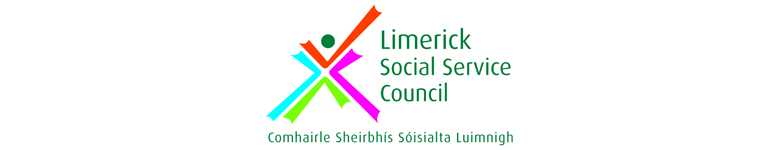 Limerick
Social Service
Council
Comhairle Sheirbhís Sóisialta Luimnigh